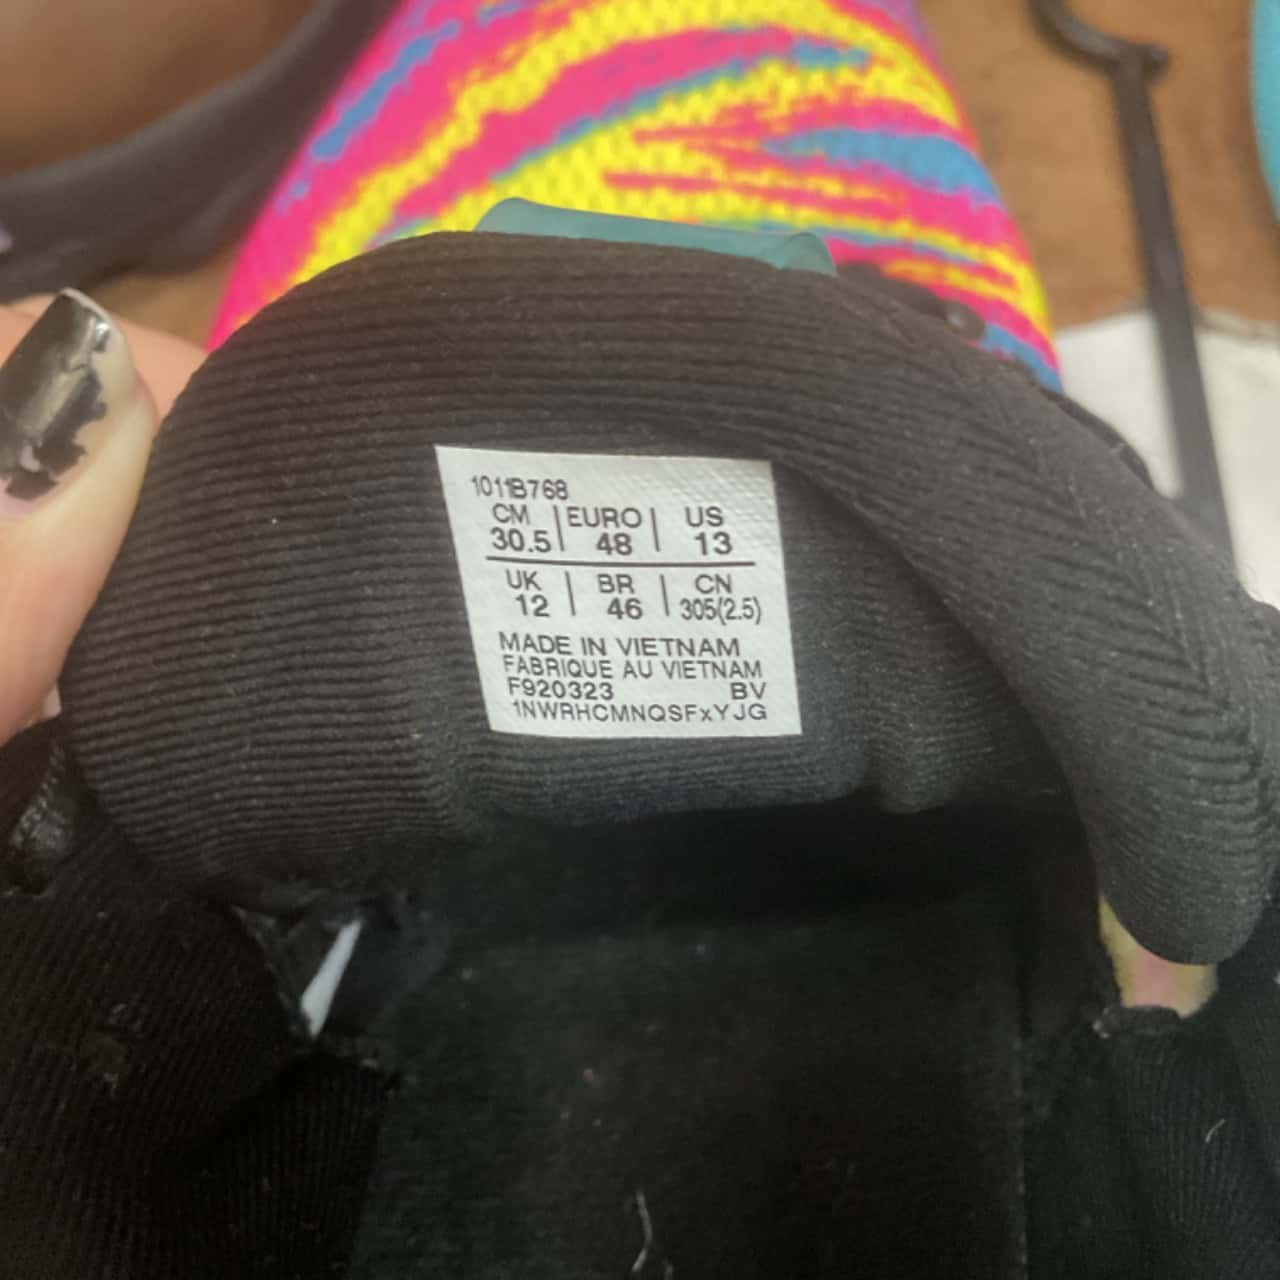 1011B768
CM | EURO | US
30.5 | 48 | 13
UK | BR | CN
12 | 46 | 305(2.5)
MADE IN VIETNAM
FABRIQUE AU VIETNAM
F920323 BV
1NWRHCMNQSFxYJG